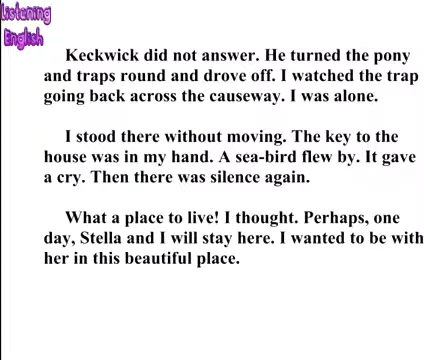 Listening
English
Keckwick did not answer. He turned the pony
and traps round and drove off. I watched the trap
going back across the causeway. I was alone.
I stood there without moving. The key to the
house was in my hand. A sea-bird flew by. It gave
a cry. Then there was silence again.
What a place to live! I thought. Perhaps, one
day, Stella and I will stay here. I wanted to be with
her in this beautiful place.